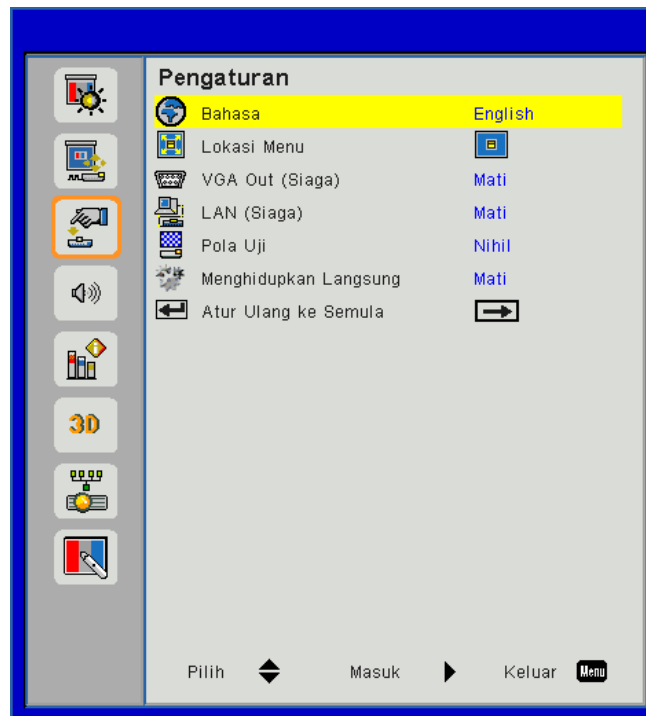 Pengaturan
Bahasa English
Lokasi Menu
VGA Out (Siaga) Mati
LAN (Siaga) Mati
Pola Uji Nihil
Menghidupkan Langsung Mati
Atur Ulang ke Semula
3D
Pilih Masuk Keluar Menu